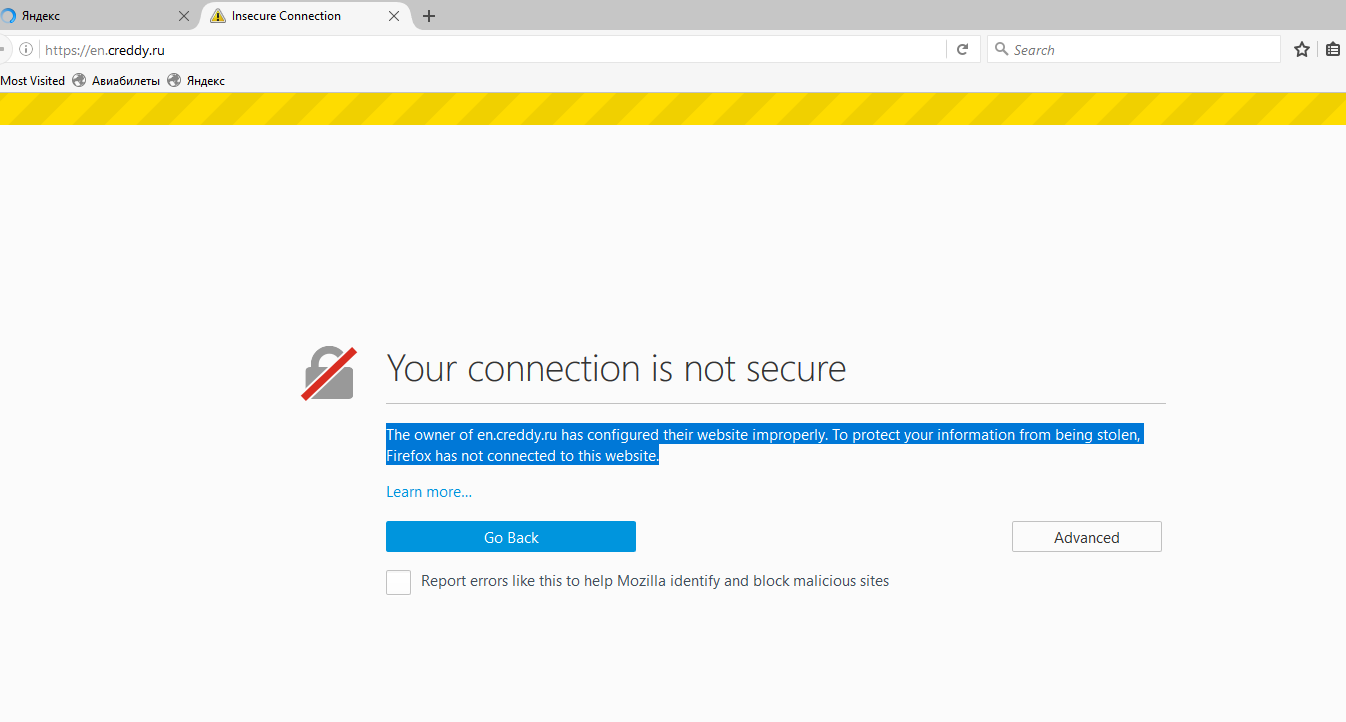 Яндекс
Insecure Connection
https://en.creddy.ru
Search
Most Visited Авиабилеты Яндекс
Your connection is not secure
The owner of en.creddy.ru has configured their website improperly. To protect your information from being stolen,
Firefox has not connected to this website.
Learn more...
Go Back
Advanced
Report errors like this to help Mozilla identify and block malicious sites